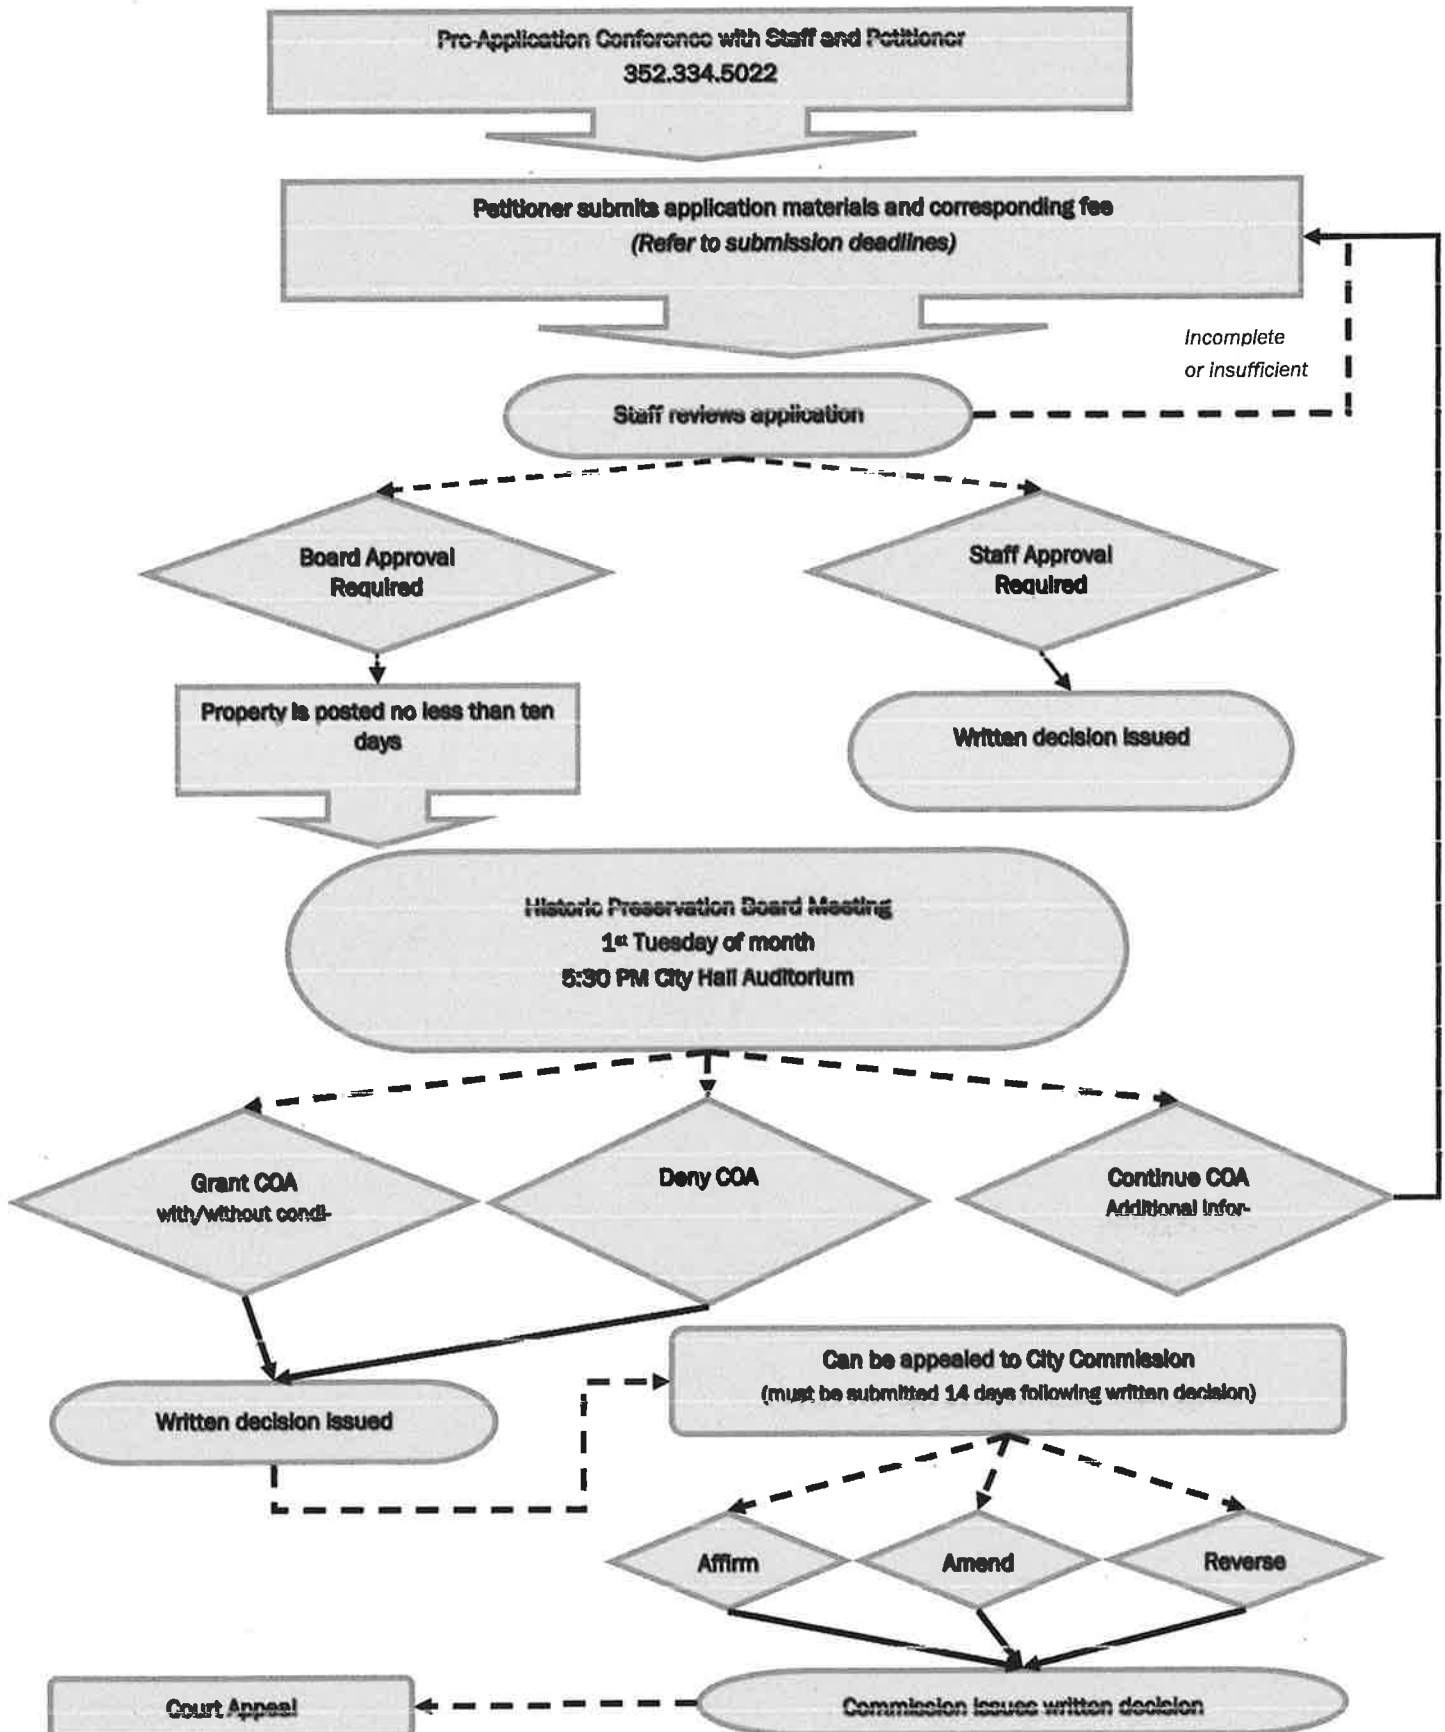 Pre-Application Conference with Staff and Petitioner
352.334.5022
Petitioner submits application materials and corresponding fee
(Refer to submission deadlines)
Incomplete
or insufficient
Staff reviews application
Board Approval
Required
Staff Approval
Required
Property is posted no less than ten
days
Written decision issued
Historic Preservation Board Meeting
1st Tuesday of month
5:30 PM City Hall Auditorium
Grant COA
with/without condi-
Deny COA
Continue COA
Additional infor-
Can be appealed to City Commission
(must be submitted 14 days following written decision)
Written decision issued
Affirm
Amend
Reverse
Court Appeal
Commission issues written decision